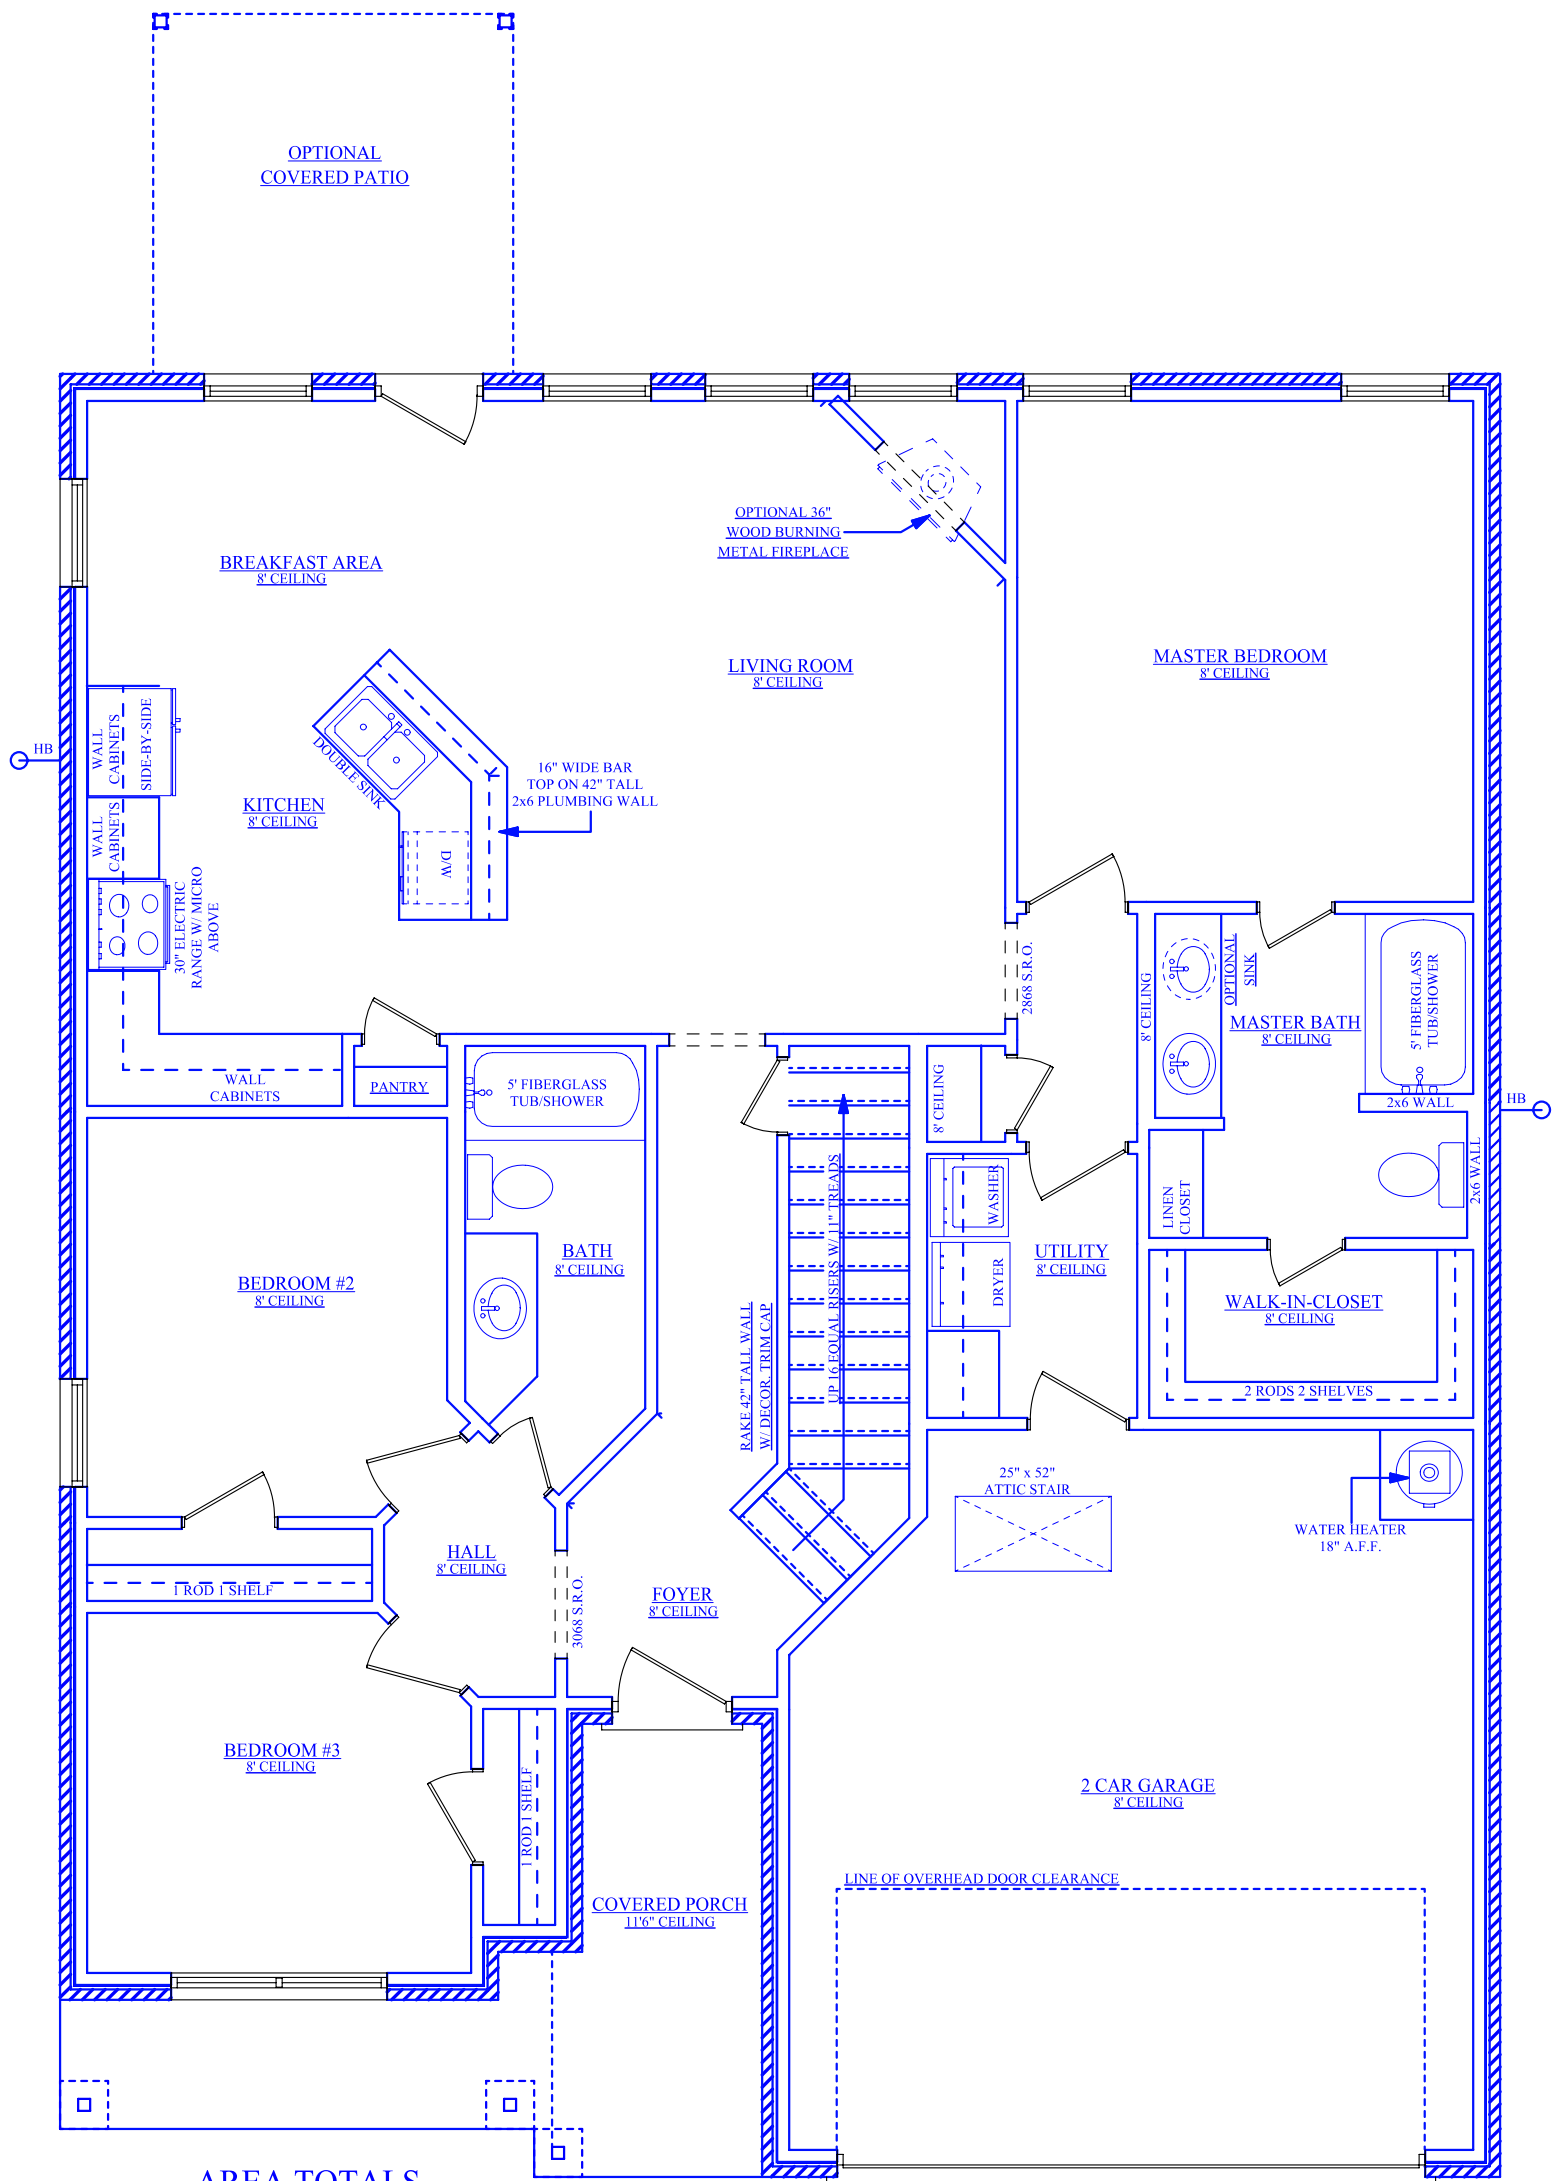 OPTIONAL
COVERED PATIO
OPTIONAL 36"
WOOD BURNING
METAL FIREPLACE
BREAKFAST AREA
8' CEILING
LIVING ROOM
8' CEILING
MASTER BEDROOM
8' CEILING
HB
WALL
CABINETS
SIDE-BY-SIDE
DOUBLE SINK
16" WIDE BAR
TOP ON 42" TALL
2x6 PLUMBING WALL
KITCHEN
8' CEILING
WALL
CABINETS
D/W
30" ELECTRIC
RANGE W/ MICRO
ABOVE
2868 S.R.O.
8' CEILING
OPTIONAL
SINK
MASTER BATH
8' CEILING
5' FIBERGLASS
TUB/SHOWER
WALL
CABINETS
PANTRY
5' FIBERGLASS
TUB/SHOWER
8' CEILING
2x6 WALL
HB
2x6 WALL
UP 16 EQUAL RISERS W/ 11" TREADS
WASHER
LINEN
CLOSET
BATH
8' CEILING
UTILITY
8' CEILING
DRYER
BEDROOM #2
8' CEILING
WALK-IN-CLOSET
8' CEILING
RAKE 42" TALL WALL
W/ DECOR. TRIM CAP
2 RODS 2 SHELVES
25" x 52"
ATTIC STAIR
WATER HEATER
18" A.F.F.
HALL
8' CEILING
1 ROD 1 SHELF
3068 S.R.O.
FOYER
8' CEILING
BEDROOM #3
8' CEILING
1 ROD 1 SHELF
2 CAR GARAGE
8' CEILING
LINE OF OVERHEAD DOOR CLEARANCE
COVERED PORCH
11'6" CEILING
AREA TOTALS